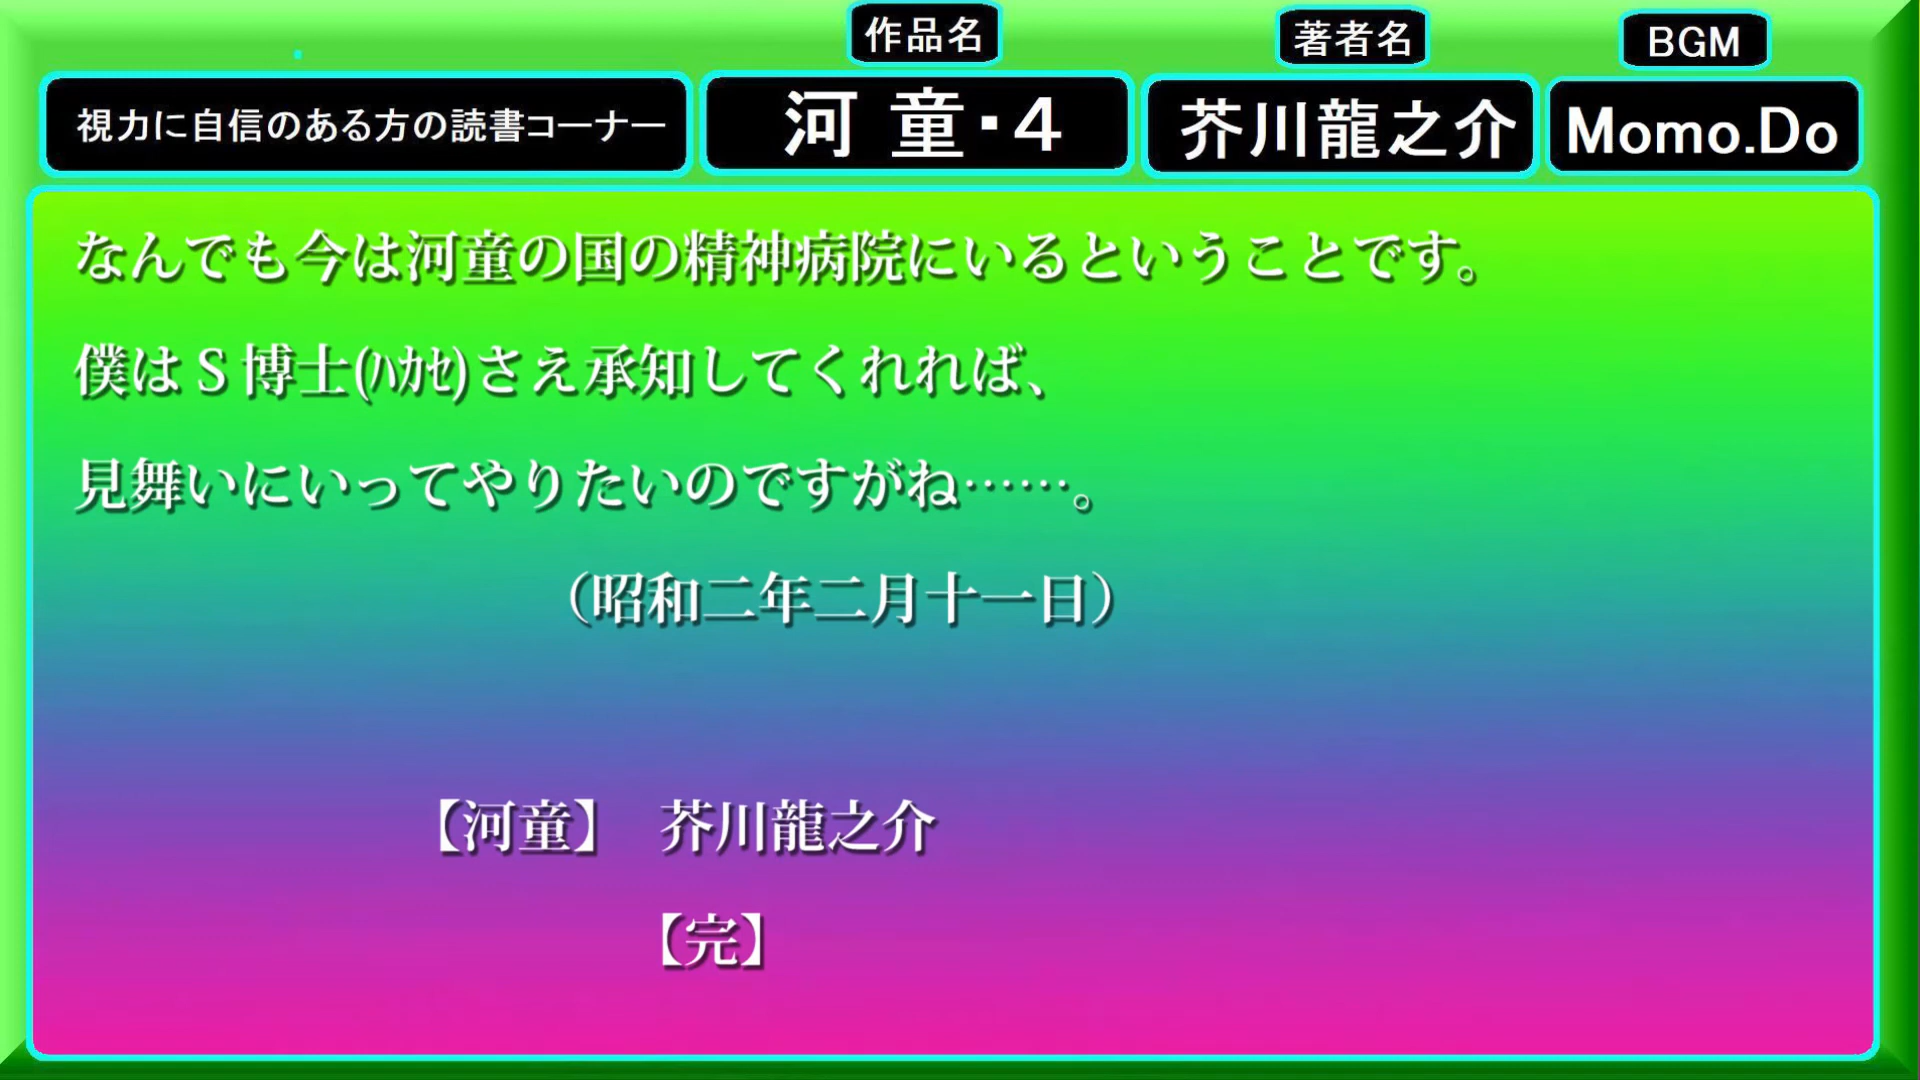 作品名
著者名
BGM
視力に自信のある方の読書コーナー
河 童・4
芥川龍之介
Momo.Do
なんでも今は河童の国の精神病院にいるということです。
僕はS博士(ﾊｶｾ)さえ承知してくれれば、
見舞いにいってやりたいのですがね……。
（昭和二年二月十一日）
【河童】　芥川龍之介
【完】